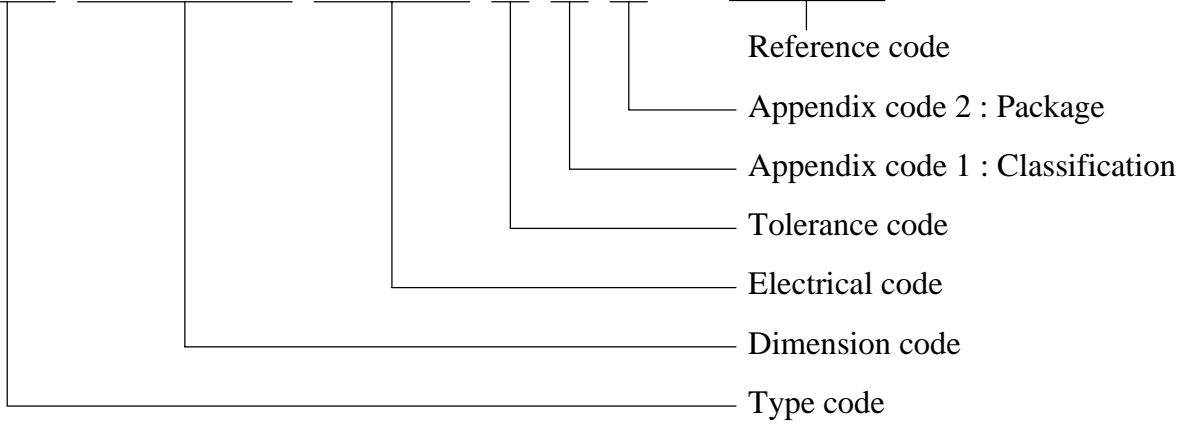 Reference code
Appendix code 2 : Package
Appendix code 1 : Classification
Tolerance code
Electrical code
Dimension code
Type code